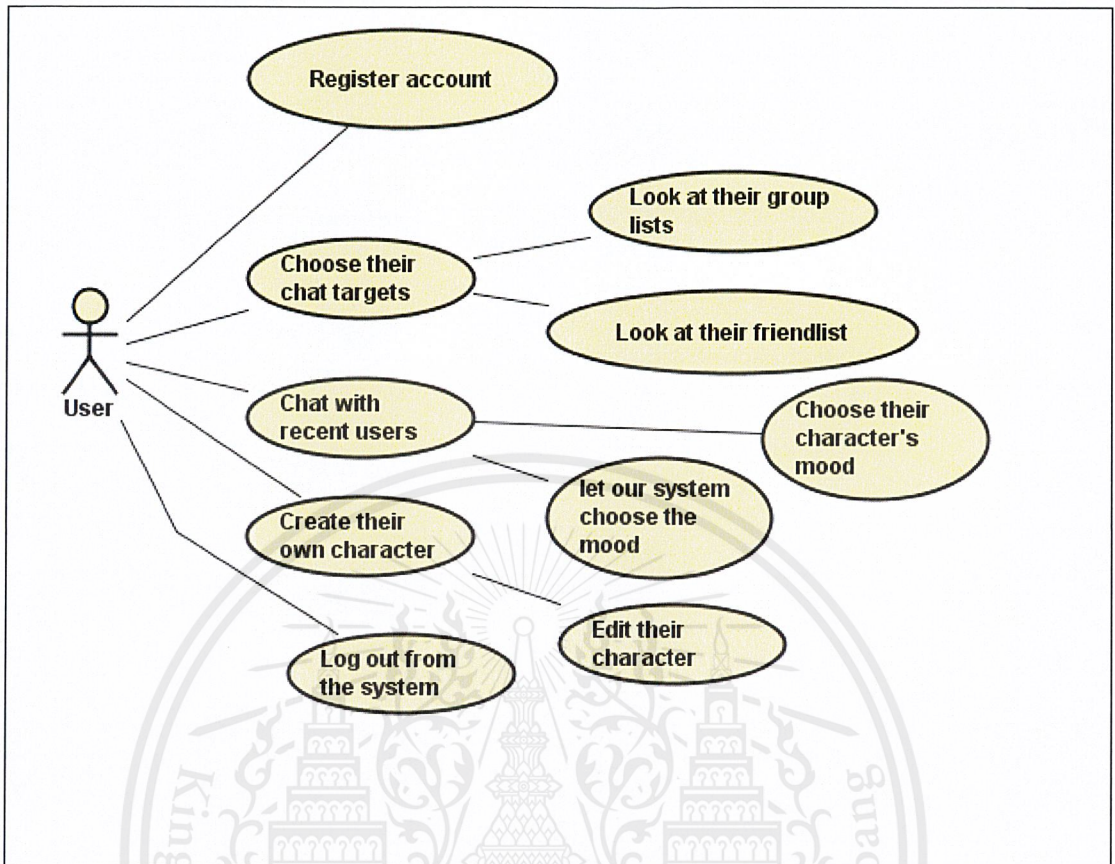 Register account
Look at their group
lists
Choose their
chat targets
Look at their friendlist
User
Chat with
recent users
Choose their
character's
mood
let our system
choose the
mood
Create their
own character
Edit their
character
Log out from
the system